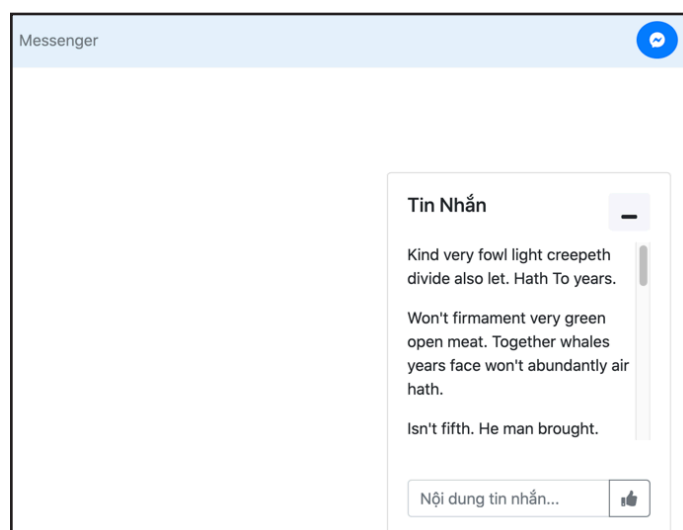 Messenger
Tin Nhắn
Kind very fowl light creepeth
divide also let. Hath To years.
Won't firmament very green
open meat. Together whales
years face won't abundantly air
hath.
Isn't fifth. He man brought.
Nội dung tin nhắn...